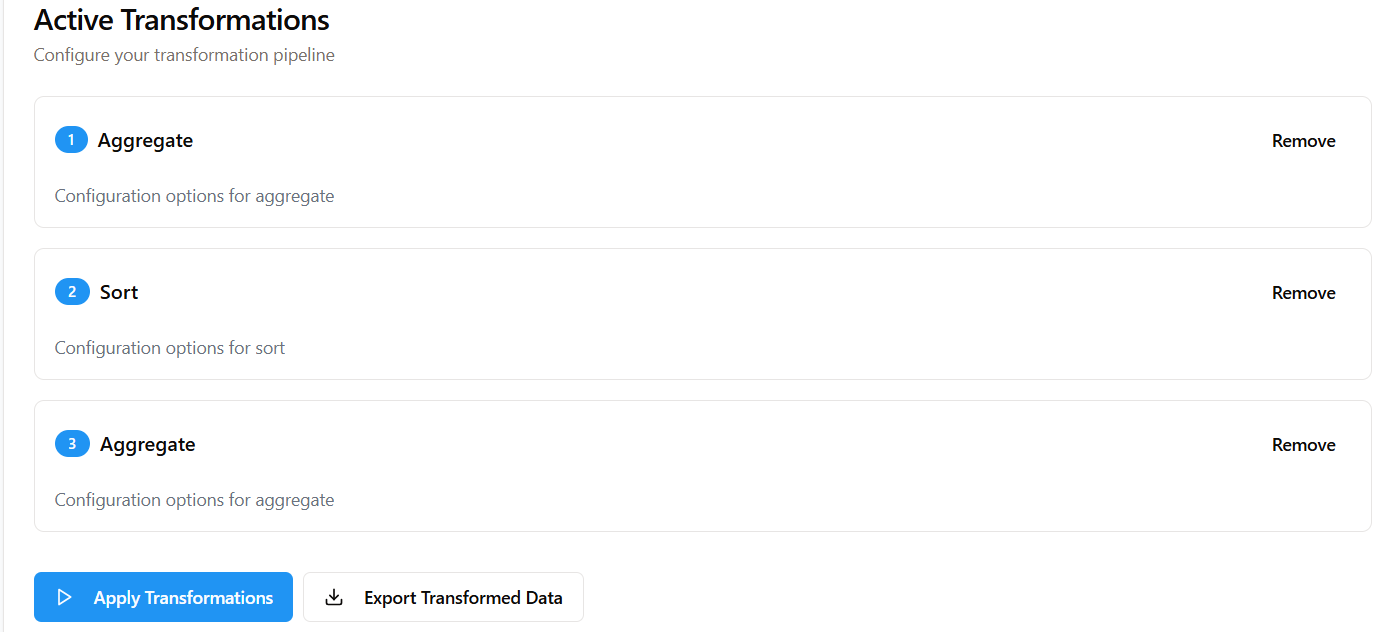 Active Transformations
Configure your transformation pipeline
1 Aggregate Remove
Configuration options for aggregate
2 Sort Remove
Configuration options for sort
3 Aggregate Remove
Configuration options for aggregate
Apply Transformations Export Transformed Data